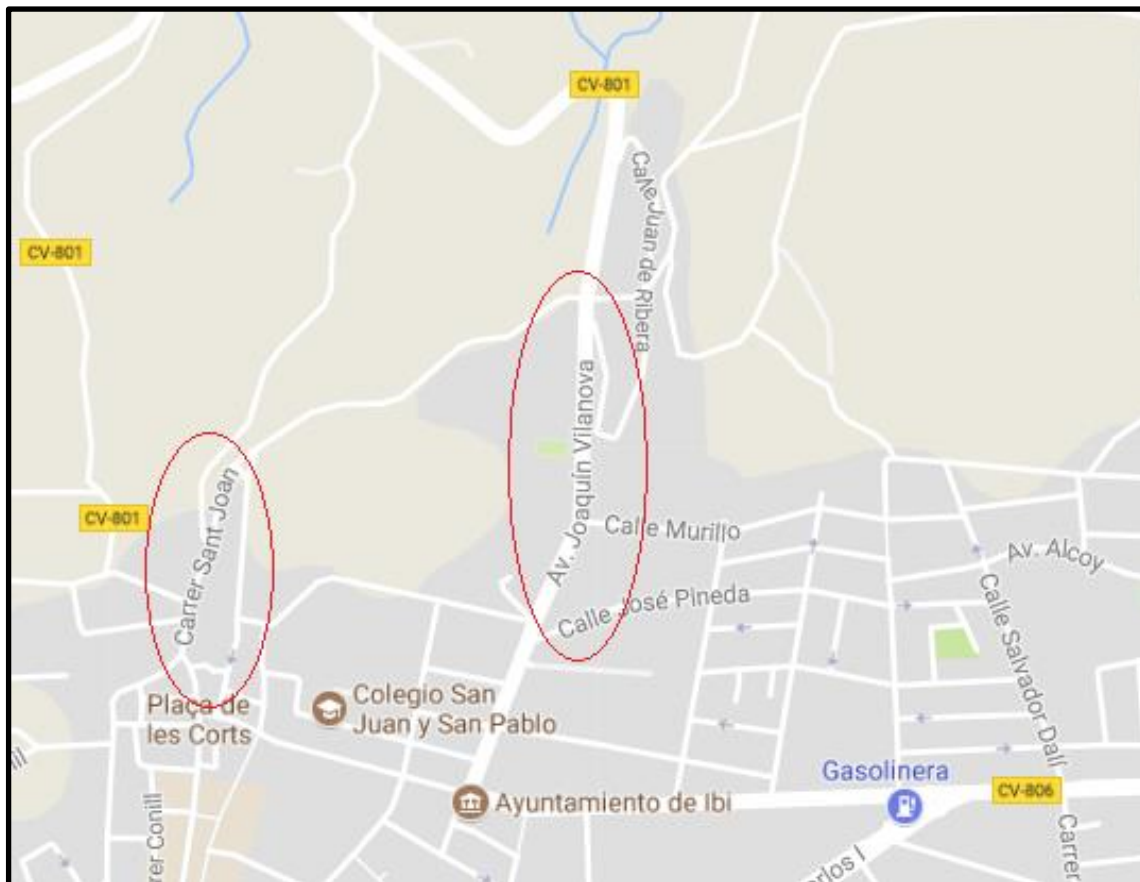 CV-801
Calle Juan de Ribera
CV-801
Av. Joaquín Vilanova
Carrer Sant Joan
CV-801
Calle Murillo
Av. Alcoy
Calle José Pineda
Calle Salvador Dalí
Colegio San
Juan y San Pablo
Plaça de
les Corts
Gasolinera
Ayuntamiento de Ibi
CV-806
Conill
Carrer